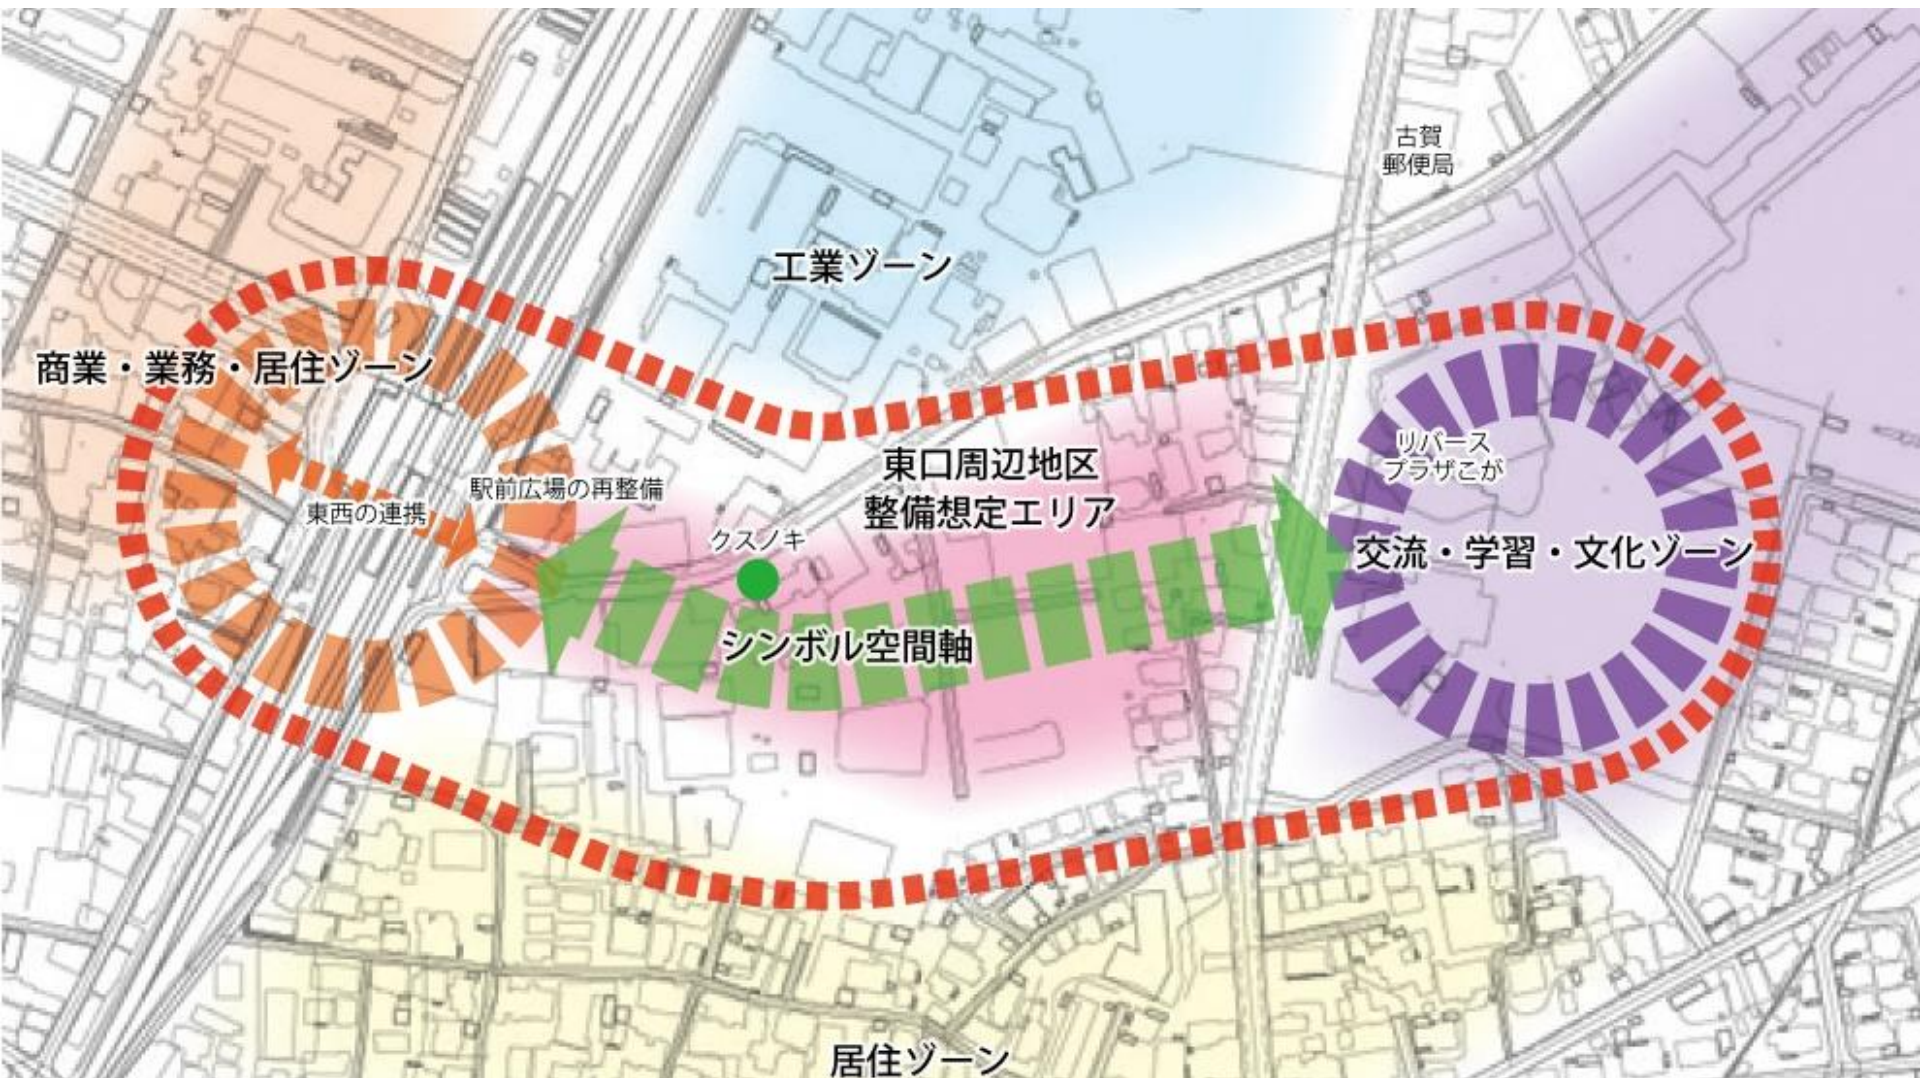 古賀
郵便局
工業ゾーン
商業・業務・居住ゾーン
リバース
プラザこが
東口周辺地区
整備想定エリア
駅前広場の再整備
東西の連携
クスノキ
交流・学習・文化ゾーン
シンボル空間軸
居住ゾーン